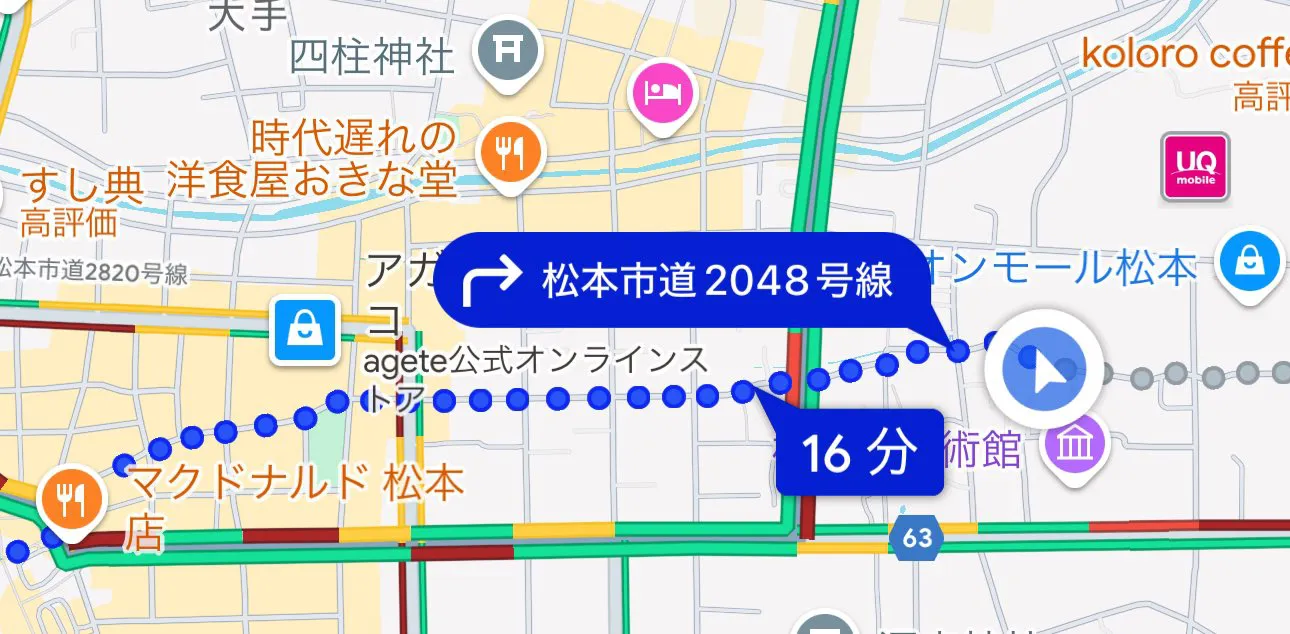 大手
四柱神社
koloro coffe
高評
時代遅れの
洋食屋おきな堂
UQ
mobile
すし典
高評価
松本市道2820号線
アガ
コ
松本市道2048号線
オンモール松本
agete公式オンラインス
トア
16 分
術館
マクドナルド 松本
店
63